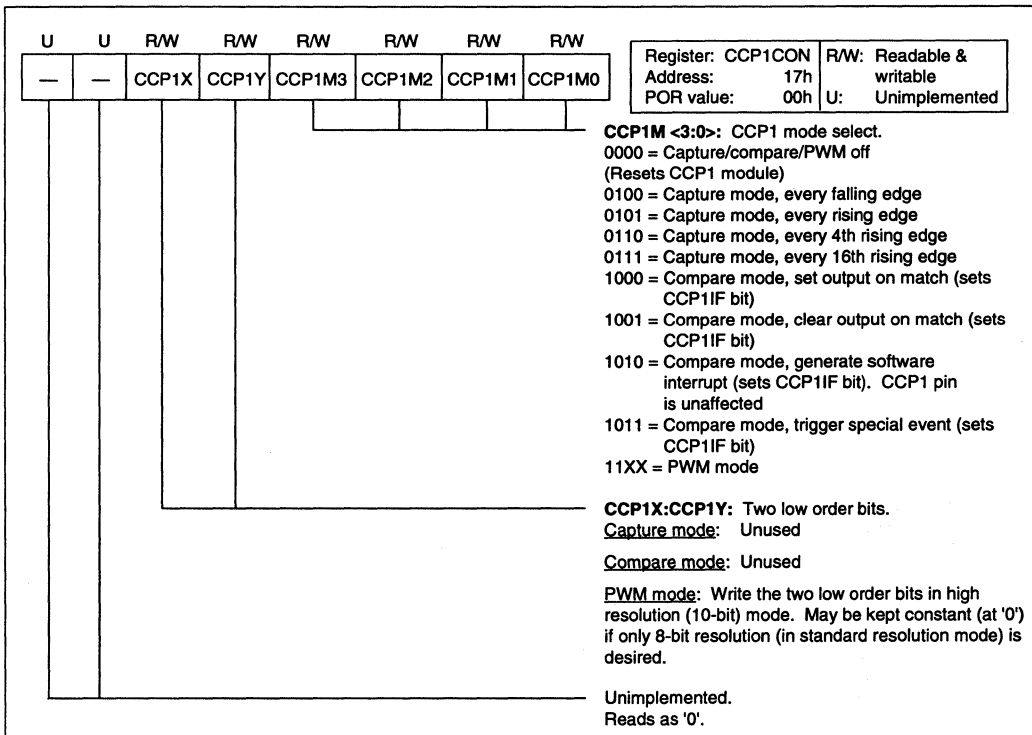 U U R/W R/W R/W R/W R/W R/W
— — CCP1X CCP1Y CCP1M3 CCP1M2 CCP1M1 CCP1M0
Register: CCP1CON R/W: Readable &
Address: 17h writable
POR value: 00h U: Unimplemented
CCP1M <3:0>: CCP1 mode select.
0000 = Capture/compare/PWM off
(Resets CCP1 module)
0100 = Capture mode, every falling edge
0101 = Capture mode, every rising edge
0110 = Capture mode, every 4th rising edge
0111 = Capture mode, every 16th rising edge
1000 = Compare mode, set output on match (sets
CCP1IF bit)
1001 = Compare mode, clear output on match (sets
CCP1IF bit)
1010 = Compare mode, generate software
interrupt (sets CCP1IF bit). CCP1 pin
is unaffected
1011 = Compare mode, trigger special event (sets
CCP1IF bit)
11XX = PWM mode
CCP1X:CCP1Y: Two low order bits.
Capture mode: Unused
Compare mode: Unused
PWM mode: Write the two low order bits in high
resolution (10-bit) mode. May be kept constant (at '0')
if only 8-bit resolution (in standard resolution mode) is
desired.
Unimplemented.
Reads as '0'.